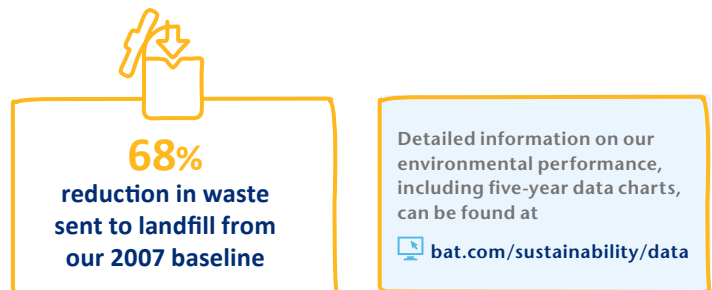 68%
reduction in waste
sent to landfill from
our 2007 baseline
Detailed information on our
environmental performance,
including five-year data charts,
can be found at
bat.com/sustainability/data